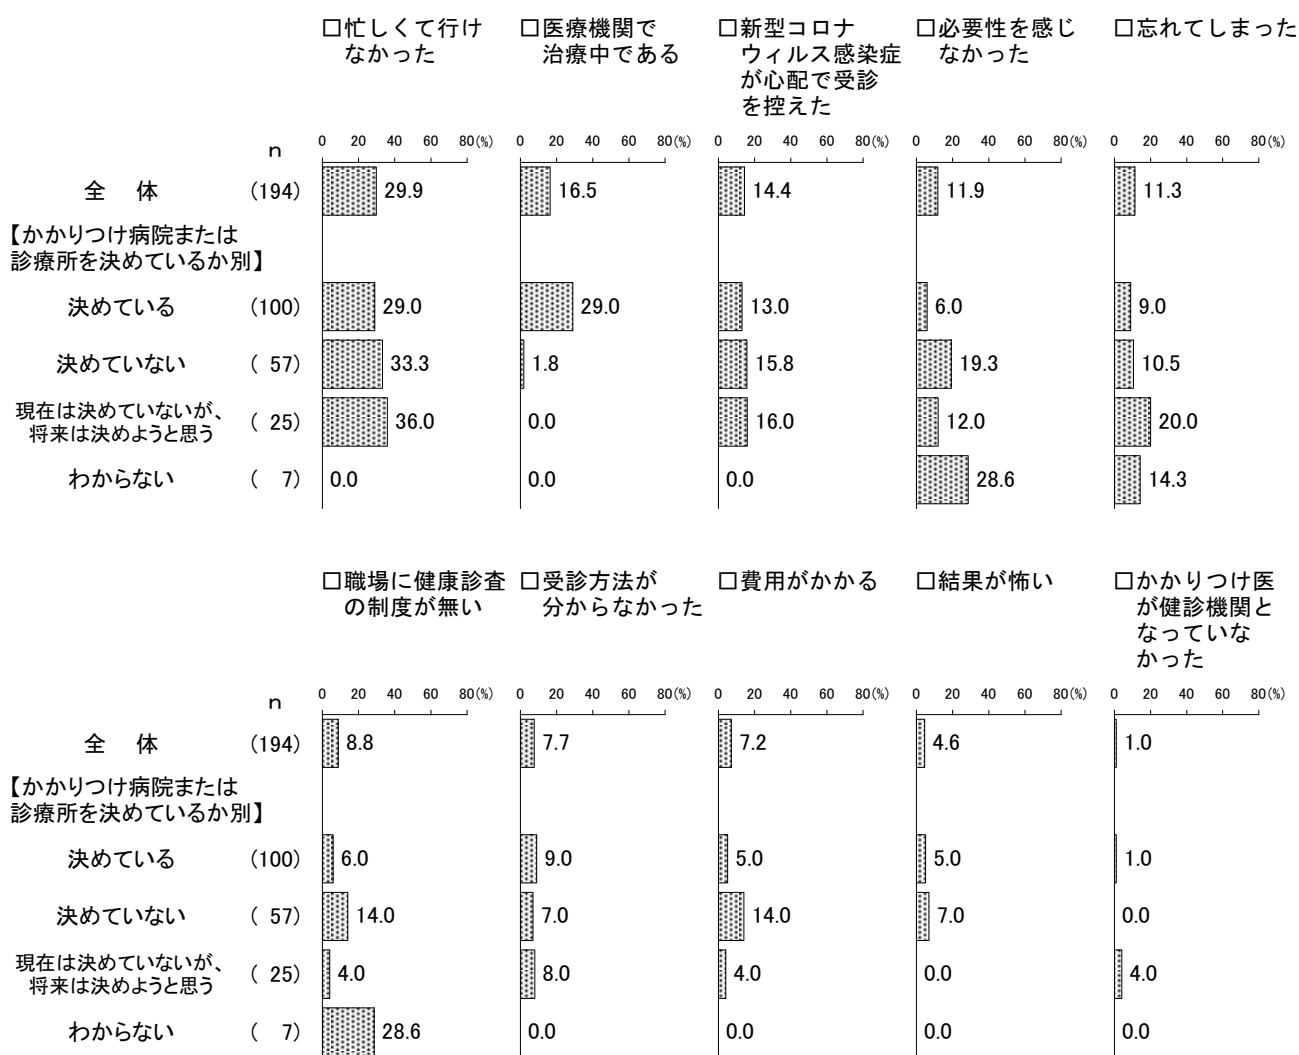 □忙しくて行け □医療機関で □新型コロナ □必要性を感じ □忘れてしまった
なかった 治療中である ウィルス感染症 なかった
が心配で受診
を控えた
n 0 20 40 60 80(%) 0 20 40 60 80(%) 0 20 40 60 80(%) 0 20 40 60 80(%) 0 20 40 60 80(%)
全 体 (194) 29.9 16.5 14.4 11.9 11.3
【かかりつけ病院または
診療所を決めているか別】
決めている (100) 29.0 29.0 13.0 6.0 9.0
決めていない ( 57) 33.3 1.8 15.8 19.3 10.5
現在は決めていないが、
将来は決めようと思う ( 25) 36.0 0.0 16.0 12.0 20.0
わからない ( 7) 0.0 0.0 0.0 28.6 14.3
□職場に健康診査 □受診方法が □費用がかかる □結果が怖い □かかりつけ医
の制度が無い 分からなかった が健診機関と
なっていな
かった
n 0 20 40 60 80(%) 0 20 40 60 80(%) 0 20 40 60 80(%) 0 20 40 60 80(%) 0 20 40 60 80(%)
全 体 (194) 8.8 7.7 7.2 4.6 1.0
【かかりつけ病院または
診療所を決めているか別】
決めている (100) 6.0 9.0 5.0 5.0 1.0
決めていない ( 57) 14.0 7.0 14.0 7.0 0.0
現在は決めていないが、
将来は決めようと思う ( 25) 4.0 8.0 4.0 0.0 4.0
わからない ( 7) 28.6 0.0 0.0 0.0 0.0